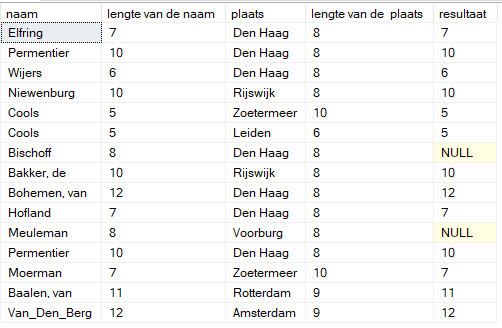 naam lengte van de naam plaats lengte van de  plaats resultaat
Elfring 7 Den Haag 8 7
Permentier 10 Den Haag 8 10
Wijers 6 Den Haag 8 6
Niewenburg 10 Rijswijk 8 10
Cools 5 Zoetermeer 10 5
Cools 5 Leiden 6 5
Bischoff 8 Den Haag 8 NULL
Bakker, de 10 Rijswijk 8 10
Bohemen, van 12 Den Haag 8 12
Hofland 7 Den Haag 8 7
Meuleman 8 Voorburg 8 NULL
Permentier 10 Den Haag 8 10
Moerman 7 Zoetermeer 10 7
Baalen, van 11 Rotterdam 9 11
Van_Den_Berg 12 Amsterdam 9 12